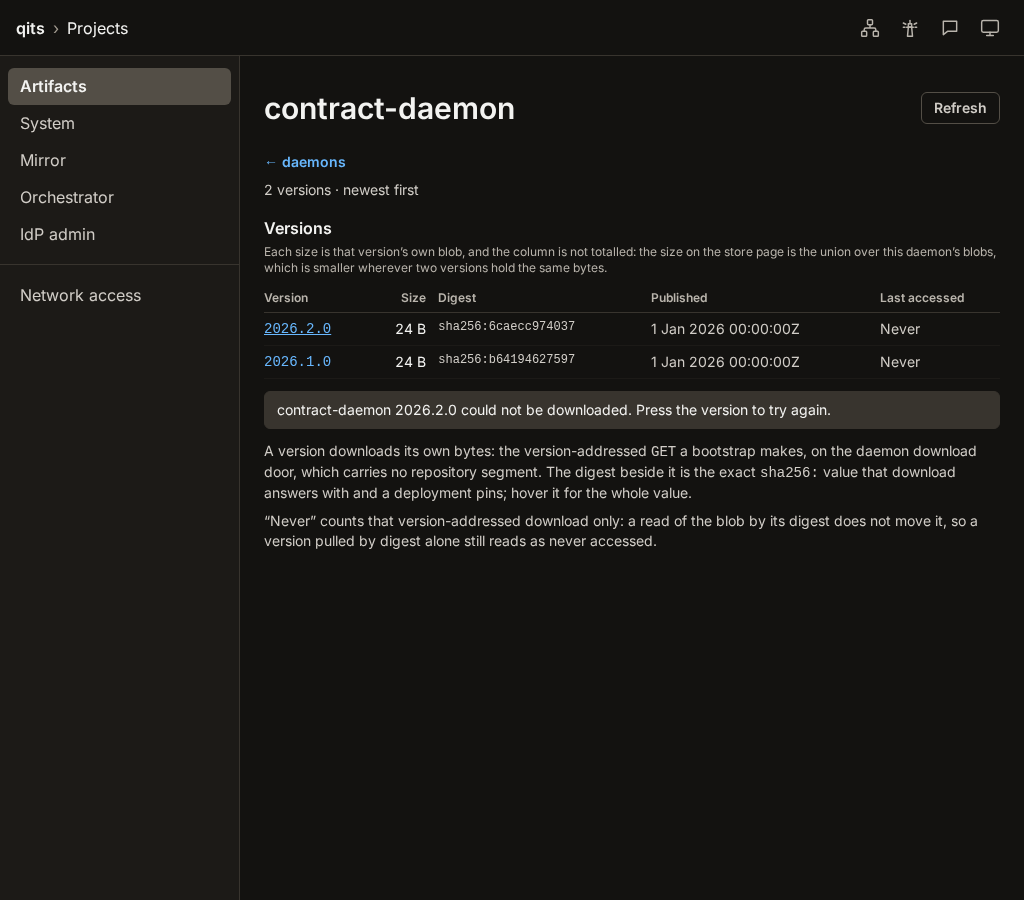 qits › Projects
Artifacts
System
Mirror
Orchestrator
IdP admin
Network access
contract-daemon
Refresh
← daemons
2 versions · newest first
Versions
Each size is that version’s own blob, and the column is not totalled: the size on the store page is the union over this daemon’s blobs,
which is smaller wherever two versions hold the same bytes.
Version Size Digest Published Last accessed
2026.2.0 24 B sha256:6caecc974037 1 Jan 2026 00:00:00Z Never
2026.1.0 24 B sha256:b64194627597 1 Jan 2026 00:00:00Z Never
contract-daemon 2026.2.0 could not be downloaded. Press the version to try again.
A version downloads its own bytes: the version-addressed GET a bootstrap makes, on the daemon download
door, which carries no repository segment. The digest beside it is the exact sha256: value that download
answers with and a deployment pins; hover it for the whole value.
“Never” counts that version-addressed download only: a read of the blob by its digest does not move it, so a
version pulled by digest alone still reads as never accessed.